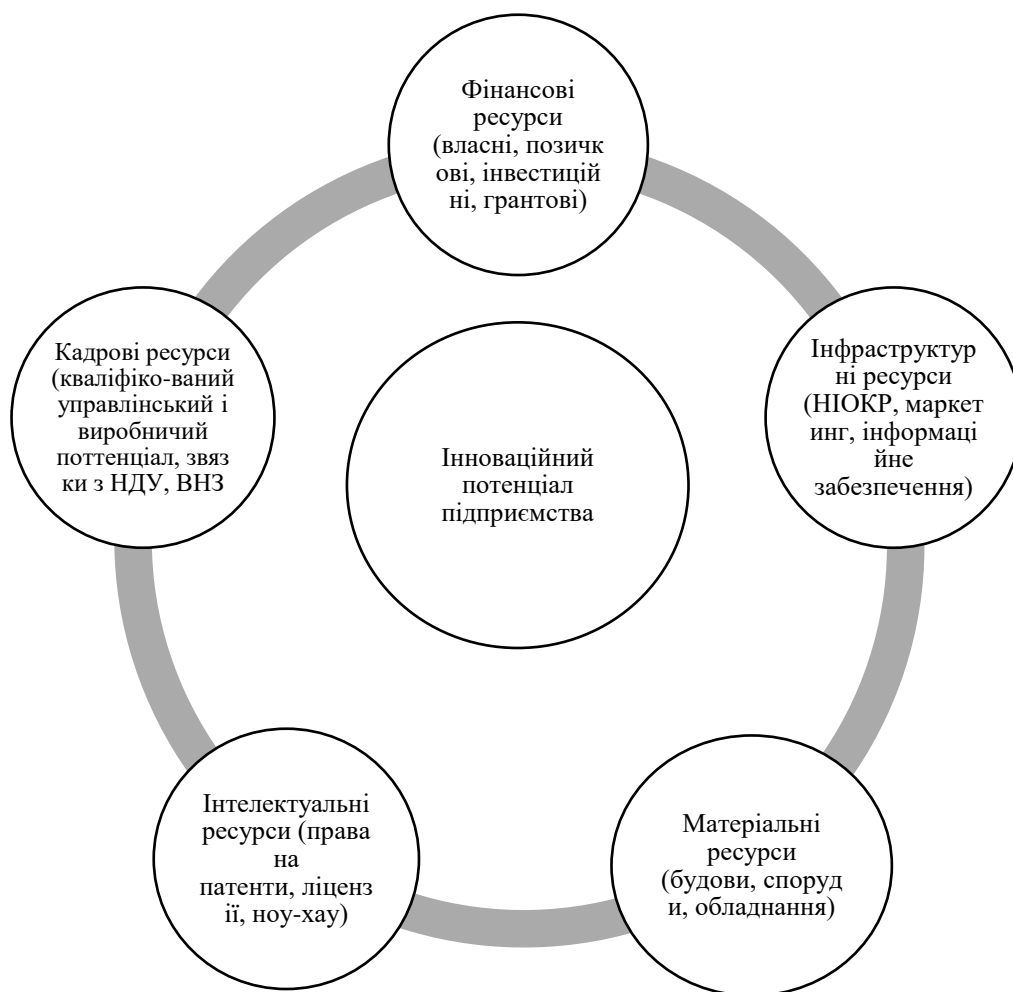 Фінансові
ресурси
(власні, позичк
ові, інвестицій
ні, грантові)
Кадрові ресурси
(кваліфіко-ваний
управлінський і
виробничий
поттенціал, звяз
ки з НДУ, ВНЗ
Інфраструктур
ні ресурси
(НІОКР, маркет
инг, інформаці
йне
забезпечення)
Інноваційний
потенціал
підприємства
Інтелектуальні
ресурси (права
на
патенти, ліценз
ії, ноу-хау)
Матеріальні
ресурси
(будови, споруд
и, обладнання)